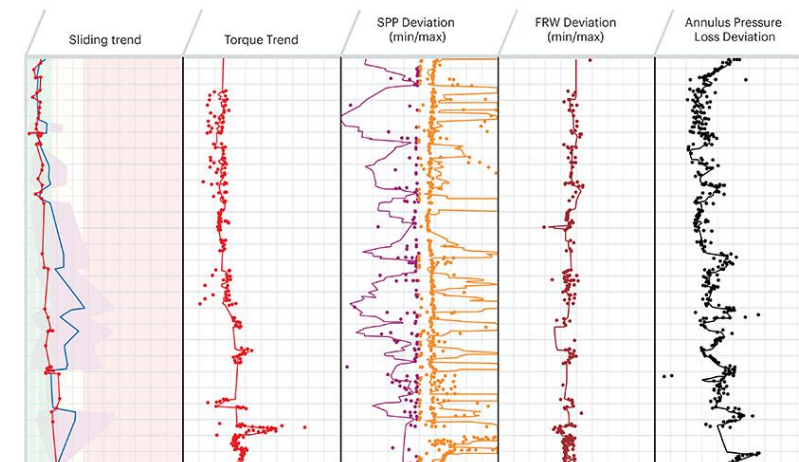 Sliding trend
Torque Trend
SPP Deviation
(min/max)
FRW Deviation
(min/max)
Annulus Pressure
Loss Deviation